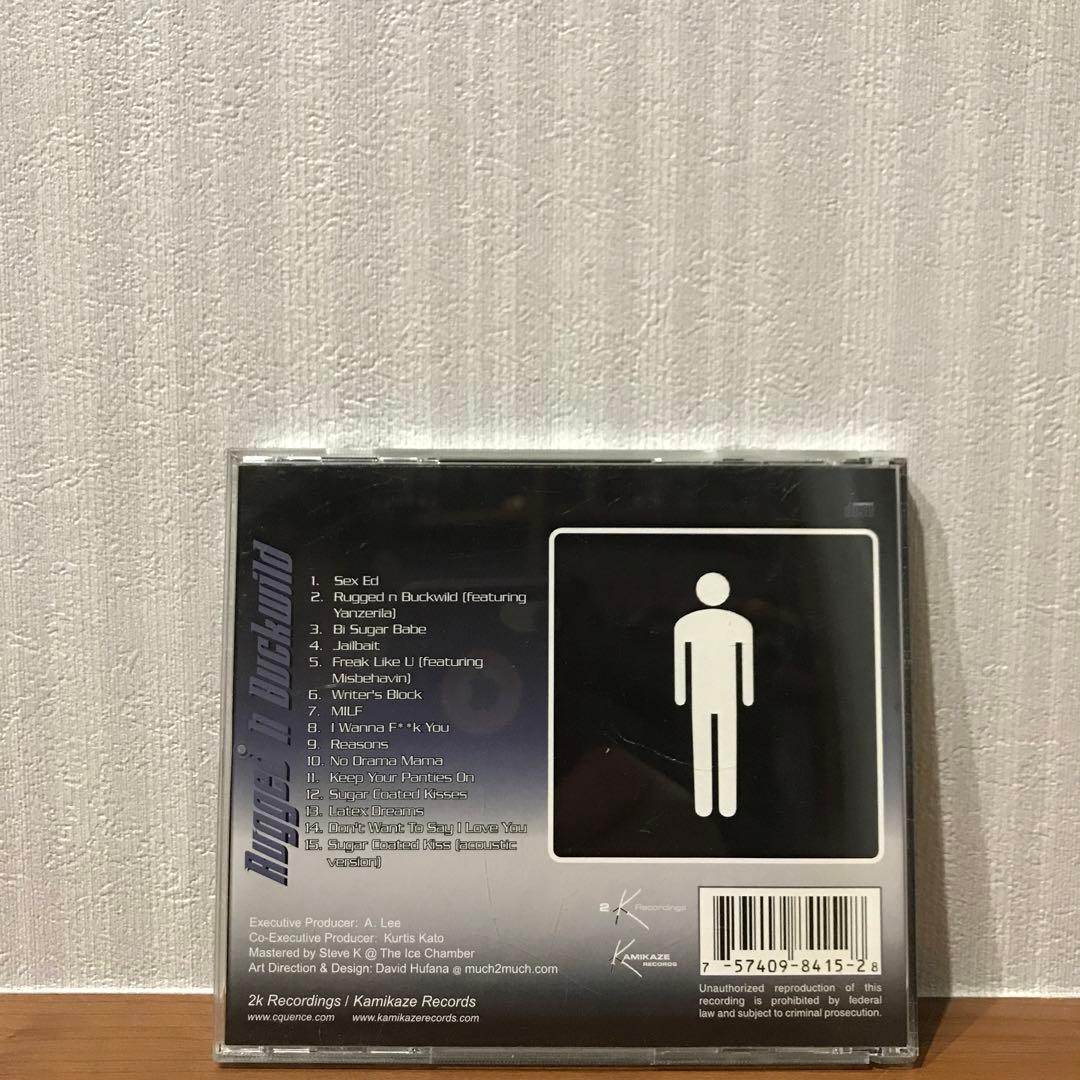 Rugged n Buckwild
1. Sex Ed
2. Rugged n Buckwild (featuring
Yanzerila)
3. Bi Sugar Babe
4. Jailbait
5. Freak Like U (featuring
Misbehavin)
6. Writer's Block
7. MILF
8. I Wanna F**k You
9. Reasons
10. No Drama Mama
11. Keep Your Panties On
12. Sugar Coated Kisses
13. Latex Dreams
14. Don't Want To Say I Love You
15. Sugar Coated Kiss (acoustic
version)
Executive Producer: A. Lee
Co-Executive Producer: Kurtis Kato
Mastered by Steve K @ The Ice Chamber
Art Direction & Design: David Hufana @ much2much.com
2k Recordings / Kamikaze Records
www.cquence.com www.kamikazerecords.com
2 K Recordings
KAMIKAZE
RECORDS
7 -57409-8415-2 8
Unauthorized reproduction of this
recording is prohibited by federal
law and subject to criminal prosecution.